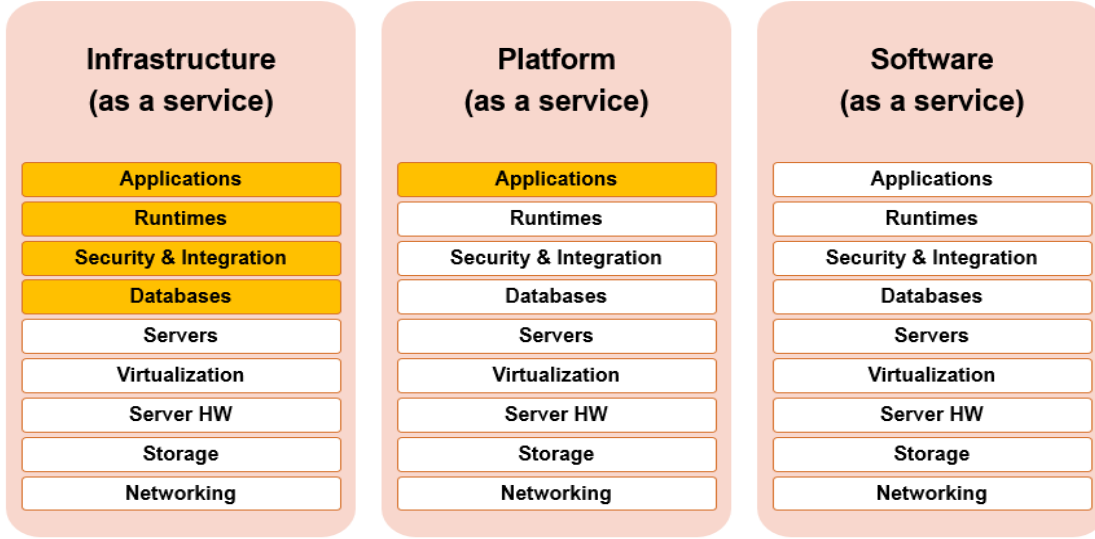 Infrastructure
(as a service)
Applications
Runtimes
Security & Integration
Databases
Servers
Virtualization
Server HW
Storage
Networking
Platform
(as a service)
Applications
Runtimes
Security & Integration
Databases
Servers
Virtualization
Server HW
Storage
Networking
Software
(as a service)
Applications
Runtimes
Security & Integration
Databases
Servers
Virtualization
Server HW
Storage
Networking